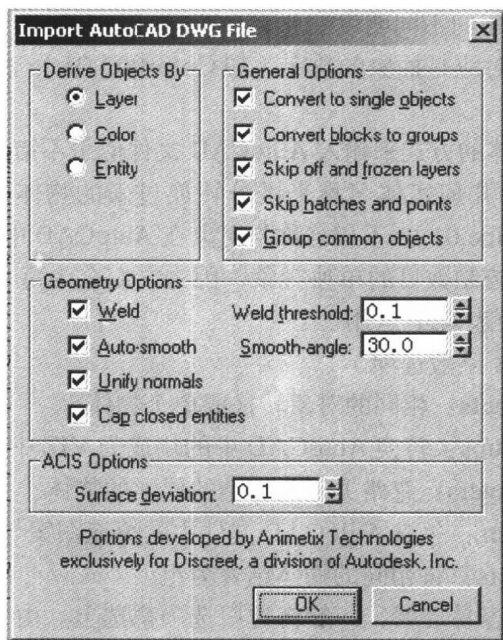 Import AutoCAD DWG File
Derive Objects By
Layer
Color
Entity
General Options
Convert to single objects
Convert blocks to groups
Skip off and frozen layers
Skip hatches and points
Group common objects
Geometry Options
Weld
Auto-smooth
Unify normals
Cap closed entities
Weld threshold: 0.1
Smooth-angle: 30.0
ACIS Options
Surface deviation: 0.1
Portions developed by Animetix Technologies
exclusively for Discreet, a division of Autodesk, Inc.
OK
Cancel